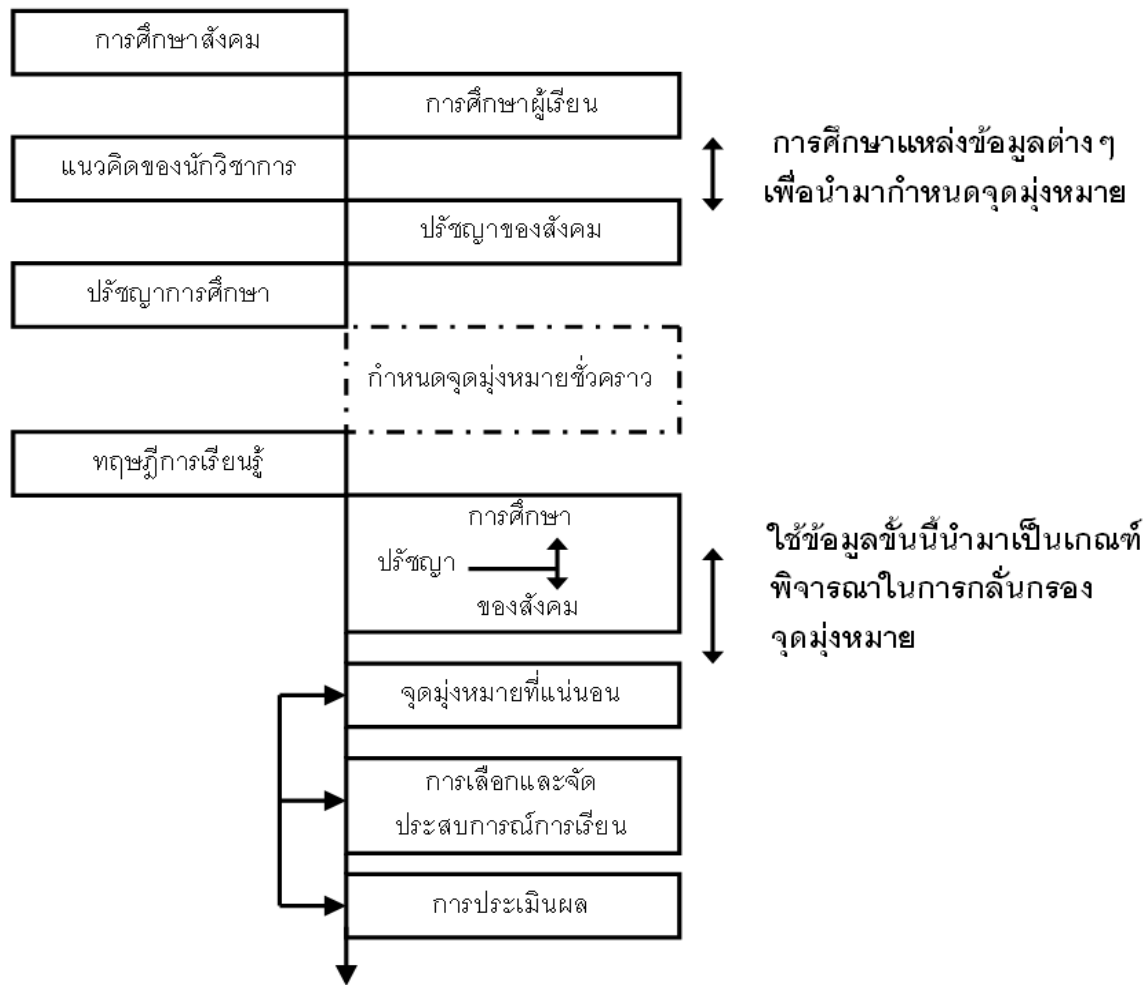 การศึกษาสังคม
การศึกษาผู้เรียน
แนวคิดของนักวิชาการ
ปรัชญาของสังคม
ปรัชญาการศึกษา
การศึกษาแหล่งข้อมูลต่าง ๆ
เพื่อนำมากำหนดจุดมุ่งหมาย
กำหนดจุดมุ่งหมายชั่วคราว
ทฤษฎีการเรียนรู้
การศึกษา
ปรัชญา
ของสังคม
ใช้ข้อมูลขั้นนี้นำมาเป็นเกณฑ์
พิจารณาในการกลั่นกรอง
จุดมุ่งหมาย
จุดมุ่งหมายที่แน่นอน
การเลือกและจัด
ประสบการณ์การเรียน
การประเมินผล